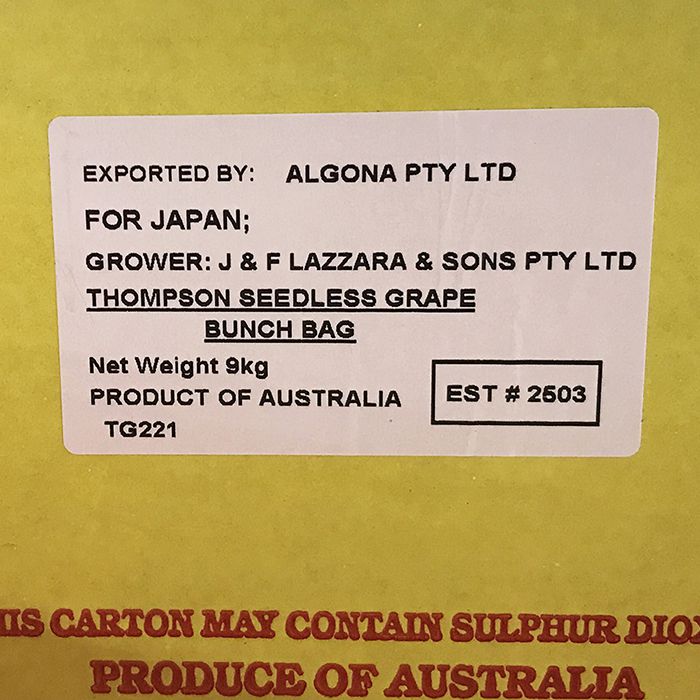 EXPORTED BY: ALGONA PTY LTD
FOR JAPAN;
GROWER: J & F LAZZARA & SONS PTY LTD
THOMPSON SEEDLESS GRAPE
BUNCH BAG
Net Weight 9kg
PRODUCT OF AUSTRALIA
EST # 2503
TG221
CARTON MAY CONTAIN SULPHUR
PRODUCE OF AUSTRALIA